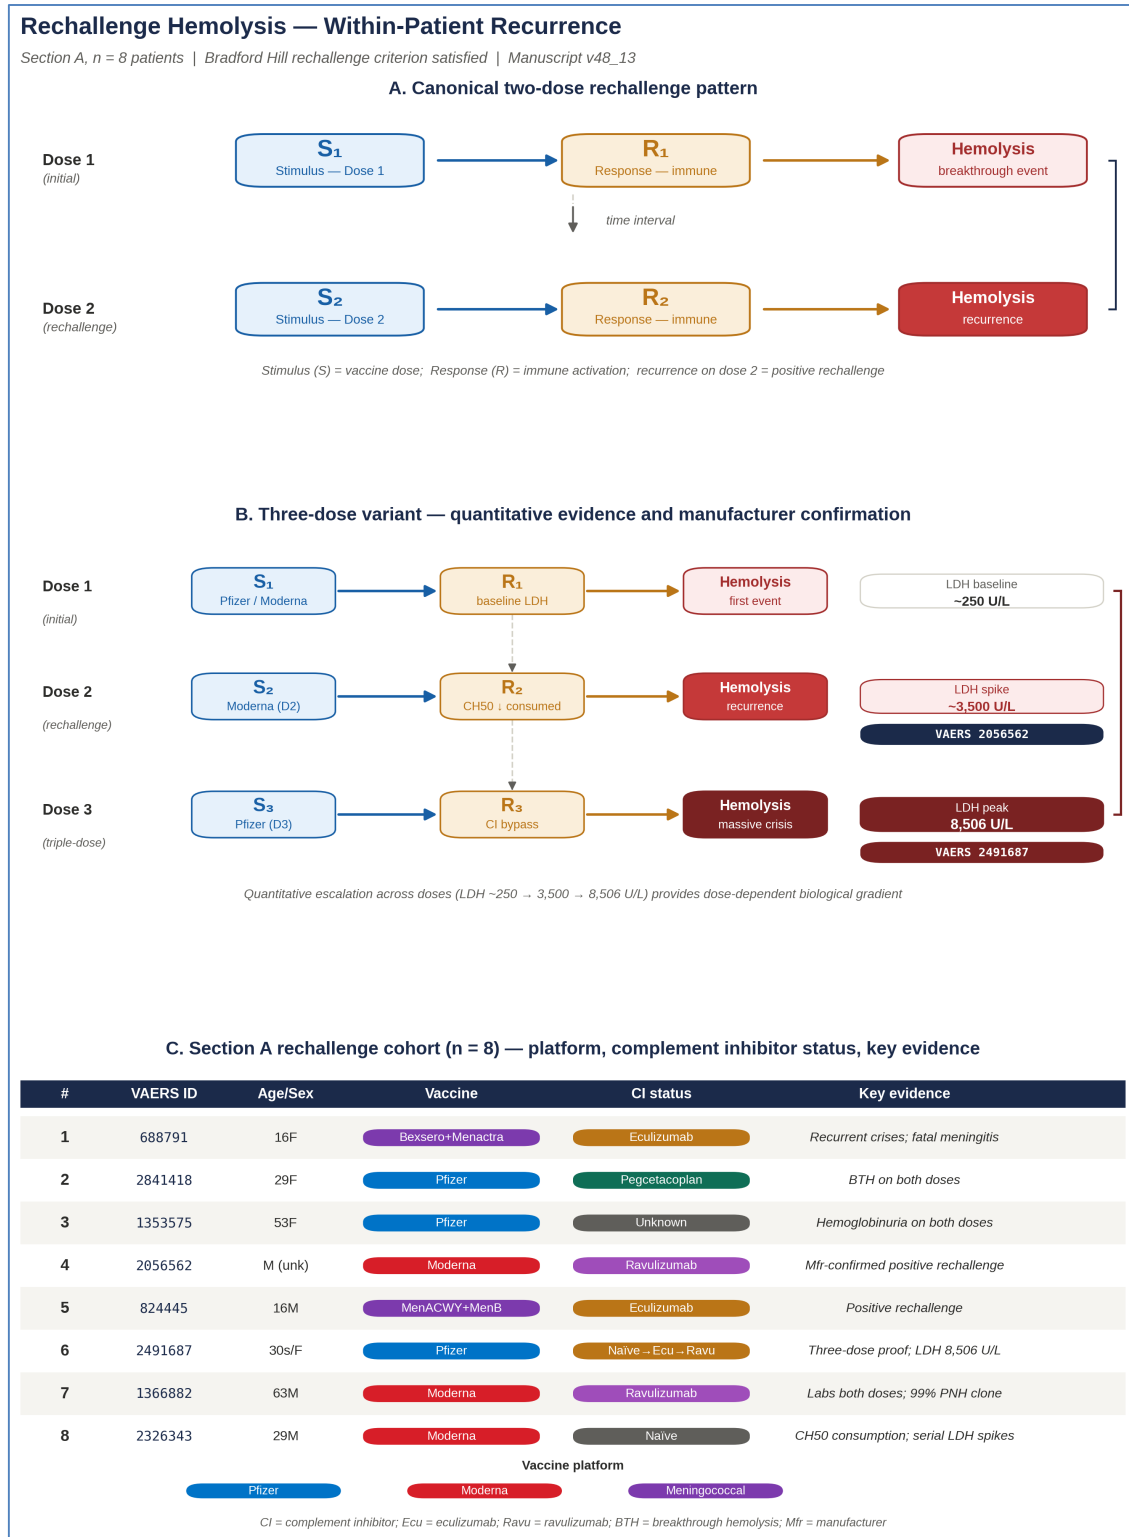 Rechallenge Hemolysis — Within-Patient Recurrence
Section A, n = 8 patients | Bradford Hill rechallenge criterion satisfied | Manuscript v48_13
A. Canonical two-dose rechallenge pattern
Dose 1
(initial)
S₁
Stimulus — Dose 1
R₁
Response — immune
Hemolysis
breakthrough event
time interval
Dose 2
(rechallenge)
S₂
Stimulus — Dose 2
R₂
Response — immune
Hemolysis
recurrence
Stimulus (S) = vaccine dose; Response (R) = immune activation; recurrence on dose 2 = positive rechallenge
B. Three-dose variant — quantitative evidence and manufacturer confirmation
Dose 1
(initial)
S₁
Pfizer / Moderna
R₁
baseline LDH
Hemolysis
first event
LDH baseline
~250 U/L
Dose 2
(rechallenge)
S₂
Moderna (D2)
R₂
CH50 ↓ consumed
Hemolysis
recurrence
LDH spike
~3,500 U/L
VAERS 2056562
Dose 3
(triple-dose)
S₃
Pfizer (D3)
R₃
CI bypass
Hemolysis
massive crisis
LDH peak
8,506 U/L
VAERS 2491687
Quantitative escalation across doses (LDH ~250 → 3,500 → 8,506 U/L) provides dose-dependent biological gradient
C. Section A rechallenge cohort (n = 8) — platform, complement inhibitor status, key evidence
# VAERS ID Age/Sex Vaccine CI status Key evidence
1 688791 16F Bexsero+Menactra Eculizumab Recurrent crises; fatal meningitis
2 2841418 29F Pfizer Pegcetacoplan BTH on both doses
3 1353575 53F Pfizer Unknown Hemoglobinuria on both doses
4 2056562 M (unk) Moderna Ravulizumab Mfr-confirmed positive rechallenge
5 824445 16M MenACWY+MenB Eculizumab Positive rechallenge
6 2491687 30s/F Pfizer Naïve→Ecu→Ravu Three-dose proof; LDH 8,506 U/L
7 1366882 63M Moderna Ravulizumab Labs both doses; 99% PNH clone
8 2326343 29M Moderna Naïve CH50 consumption; serial LDH spikes
Vaccine platform
Pfizer Moderna Meningococcal
CI = complement inhibitor; Ecu = eculizumab; Ravu = ravulizumab; BTH = breakthrough hemolysis; Mfr = manufacturer